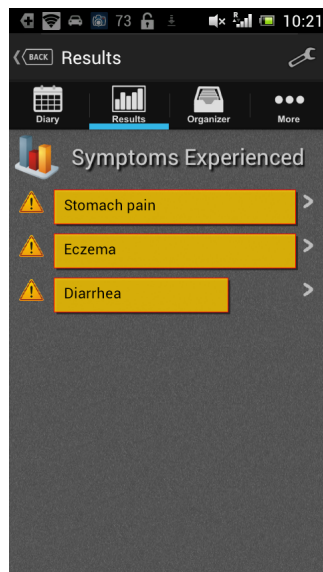 73 10:21
BACK Results
Diary Results Organizer More
Symptoms Experienced
Stomach pain
Eczema
Diarrhea